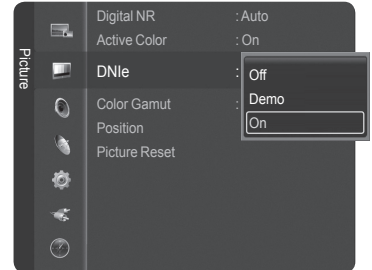 Picture
Digital NR : Auto
Active Color : On
DNIe :
Off
Demo
On
Color Gamut :
Position
Picture Reset